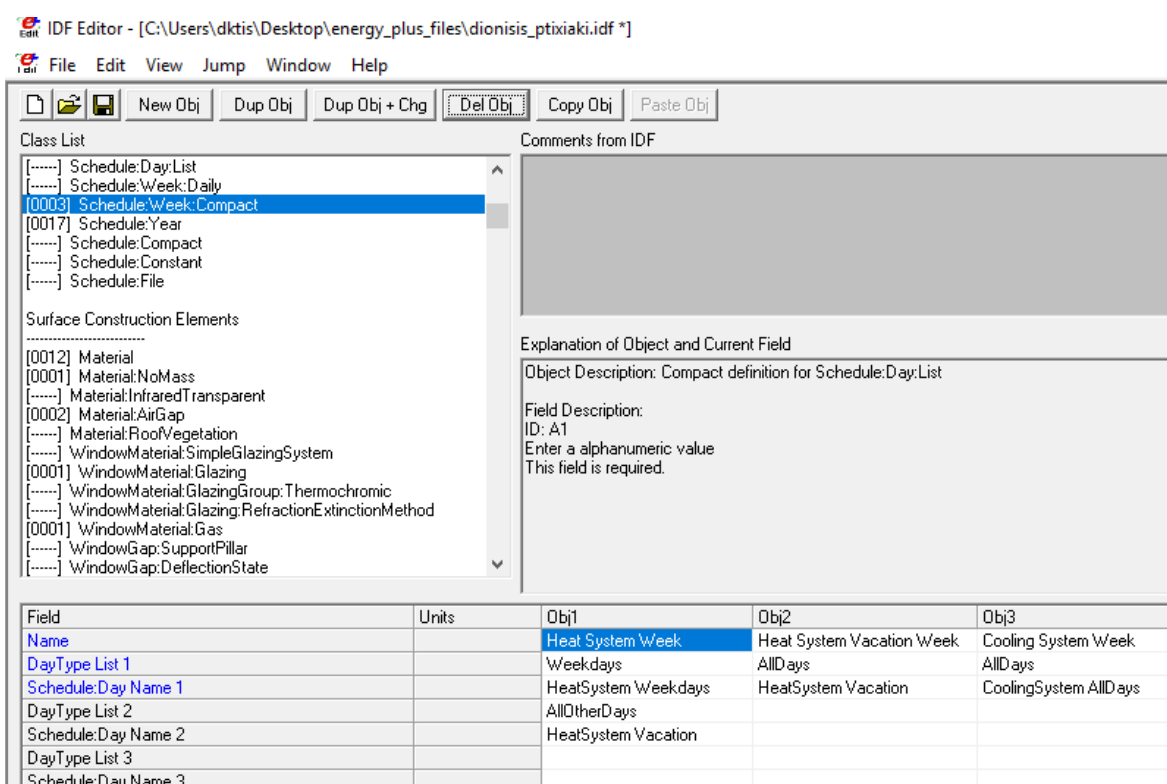 IDF Editor - [C:\Users\dktis\Desktop\energy_plus_files\dionisis_ptixiaki.idf *]
File Edit View Jump Window Help
New Obj Dup Obj Dup Obj + Chg Del Obj Copy Obj Paste Obj
Class List
[------] Schedule:Day:List
[------] Schedule:Week:Daily
[0003] Schedule:Week:Compact
[0017] Schedule:Year
[------] Schedule:Compact
[------] Schedule:Constant
[------] Schedule:File
Surface Construction Elements
--------------------------
[0012] Material
[0001] Material:NoMass
[------] Material:InfraredTransparent
[0002] Material:AirGap
[------] Material:RoofVegetation
[------] WindowMaterial:SimpleGlazingSystem
[0001] WindowMaterial:Glazing
[------] WindowMaterial:GlazingGroup:Thermochromic
[------] WindowMaterial:Glazing:RefractionExtinctionMethod
[0001] WindowMaterial:Gas
[------] WindowGap:SupportPillar
[------] WindowGap:DeflectionState
Comments from IDF
Explanation of Object and Current Field
Object Description: Compact definition for Schedule:Day:List
Field Description:
ID: A1
Enter a alphanumeric value
This field is required.
Field Units Obj1 Obj2 Obj3
Name Heat System Week Heat System Vacation Week Cooling System Week
DayType List 1 Weekdays AllDays AllDays
Schedule:Day Name 1 HeatSystem Weekdays HeatSystem Vacation CoolingSystem AllDays
DayType List 2 AllOtherDays
Schedule:Day Name 2 HeatSystem Vacation
DayType List 3
Schedule:Day Name 3